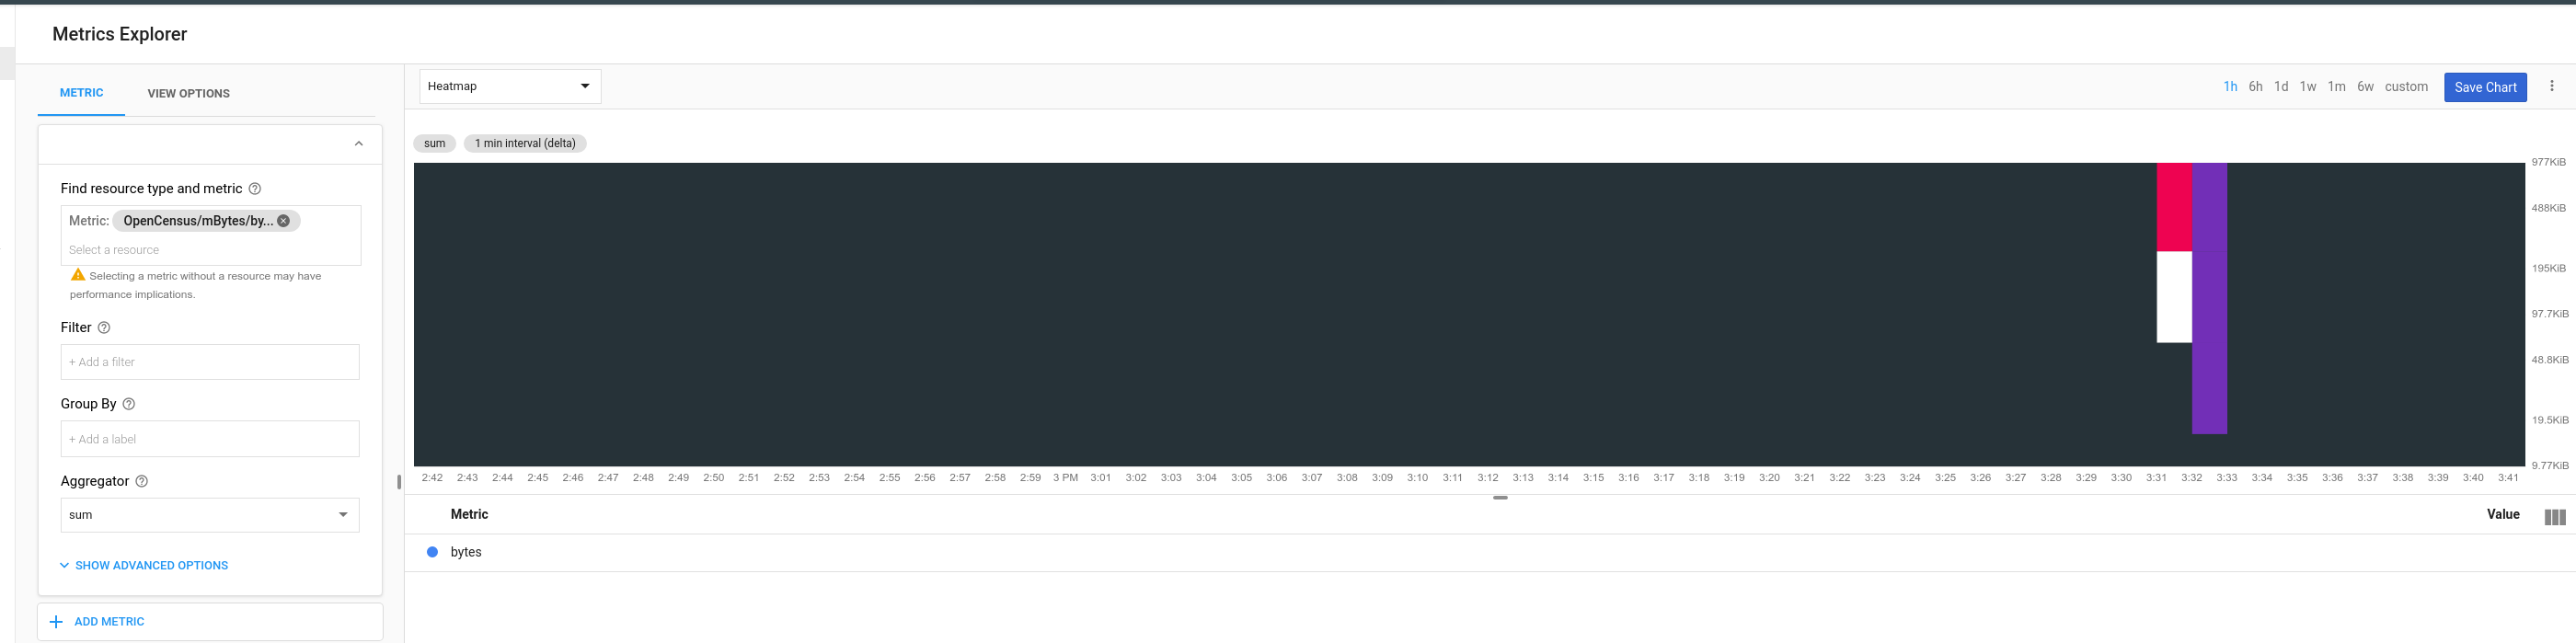 Metrics Explorer
METRIC VIEW OPTIONS
Find resource type and metric
Metric: OpenCensus/mBytes/by...
Select a resource
Selecting a metric without a resource may have
performance implications.
Filter
+ Add a filter
Group By
+ Add a label
Aggregator
sum
SHOW ADVANCED OPTIONS
ADD METRIC
Heatmap
1h 6h 1d 1w 1m 6w custom Save Chart
sum 1 min interval (delta)
977KiB
488KiB
195KiB
97.7KiB
48.8KiB
19.5KiB
9.77KiB
2:42 2:43 2:44 2:45 2:46 2:47 2:48 2:49 2:50 2:51 2:52 2:53 2:54 2:55 2:56 2:57 2:58 2:59 3 PM 3:01 3:02 3:03 3:04 3:05 3:06 3:07 3:08 3:09 3:10 3:11 3:12 3:13 3:14 3:15 3:16 3:17 3:18 3:19 3:20 3:21 3:22 3:23 3:24 3:25 3:26 3:27 3:28 3:29 3:30 3:31 3:32 3:33 3:34 3:35 3:36 3:37 3:38 3:39 3:40 3:41
Metric Value
bytes